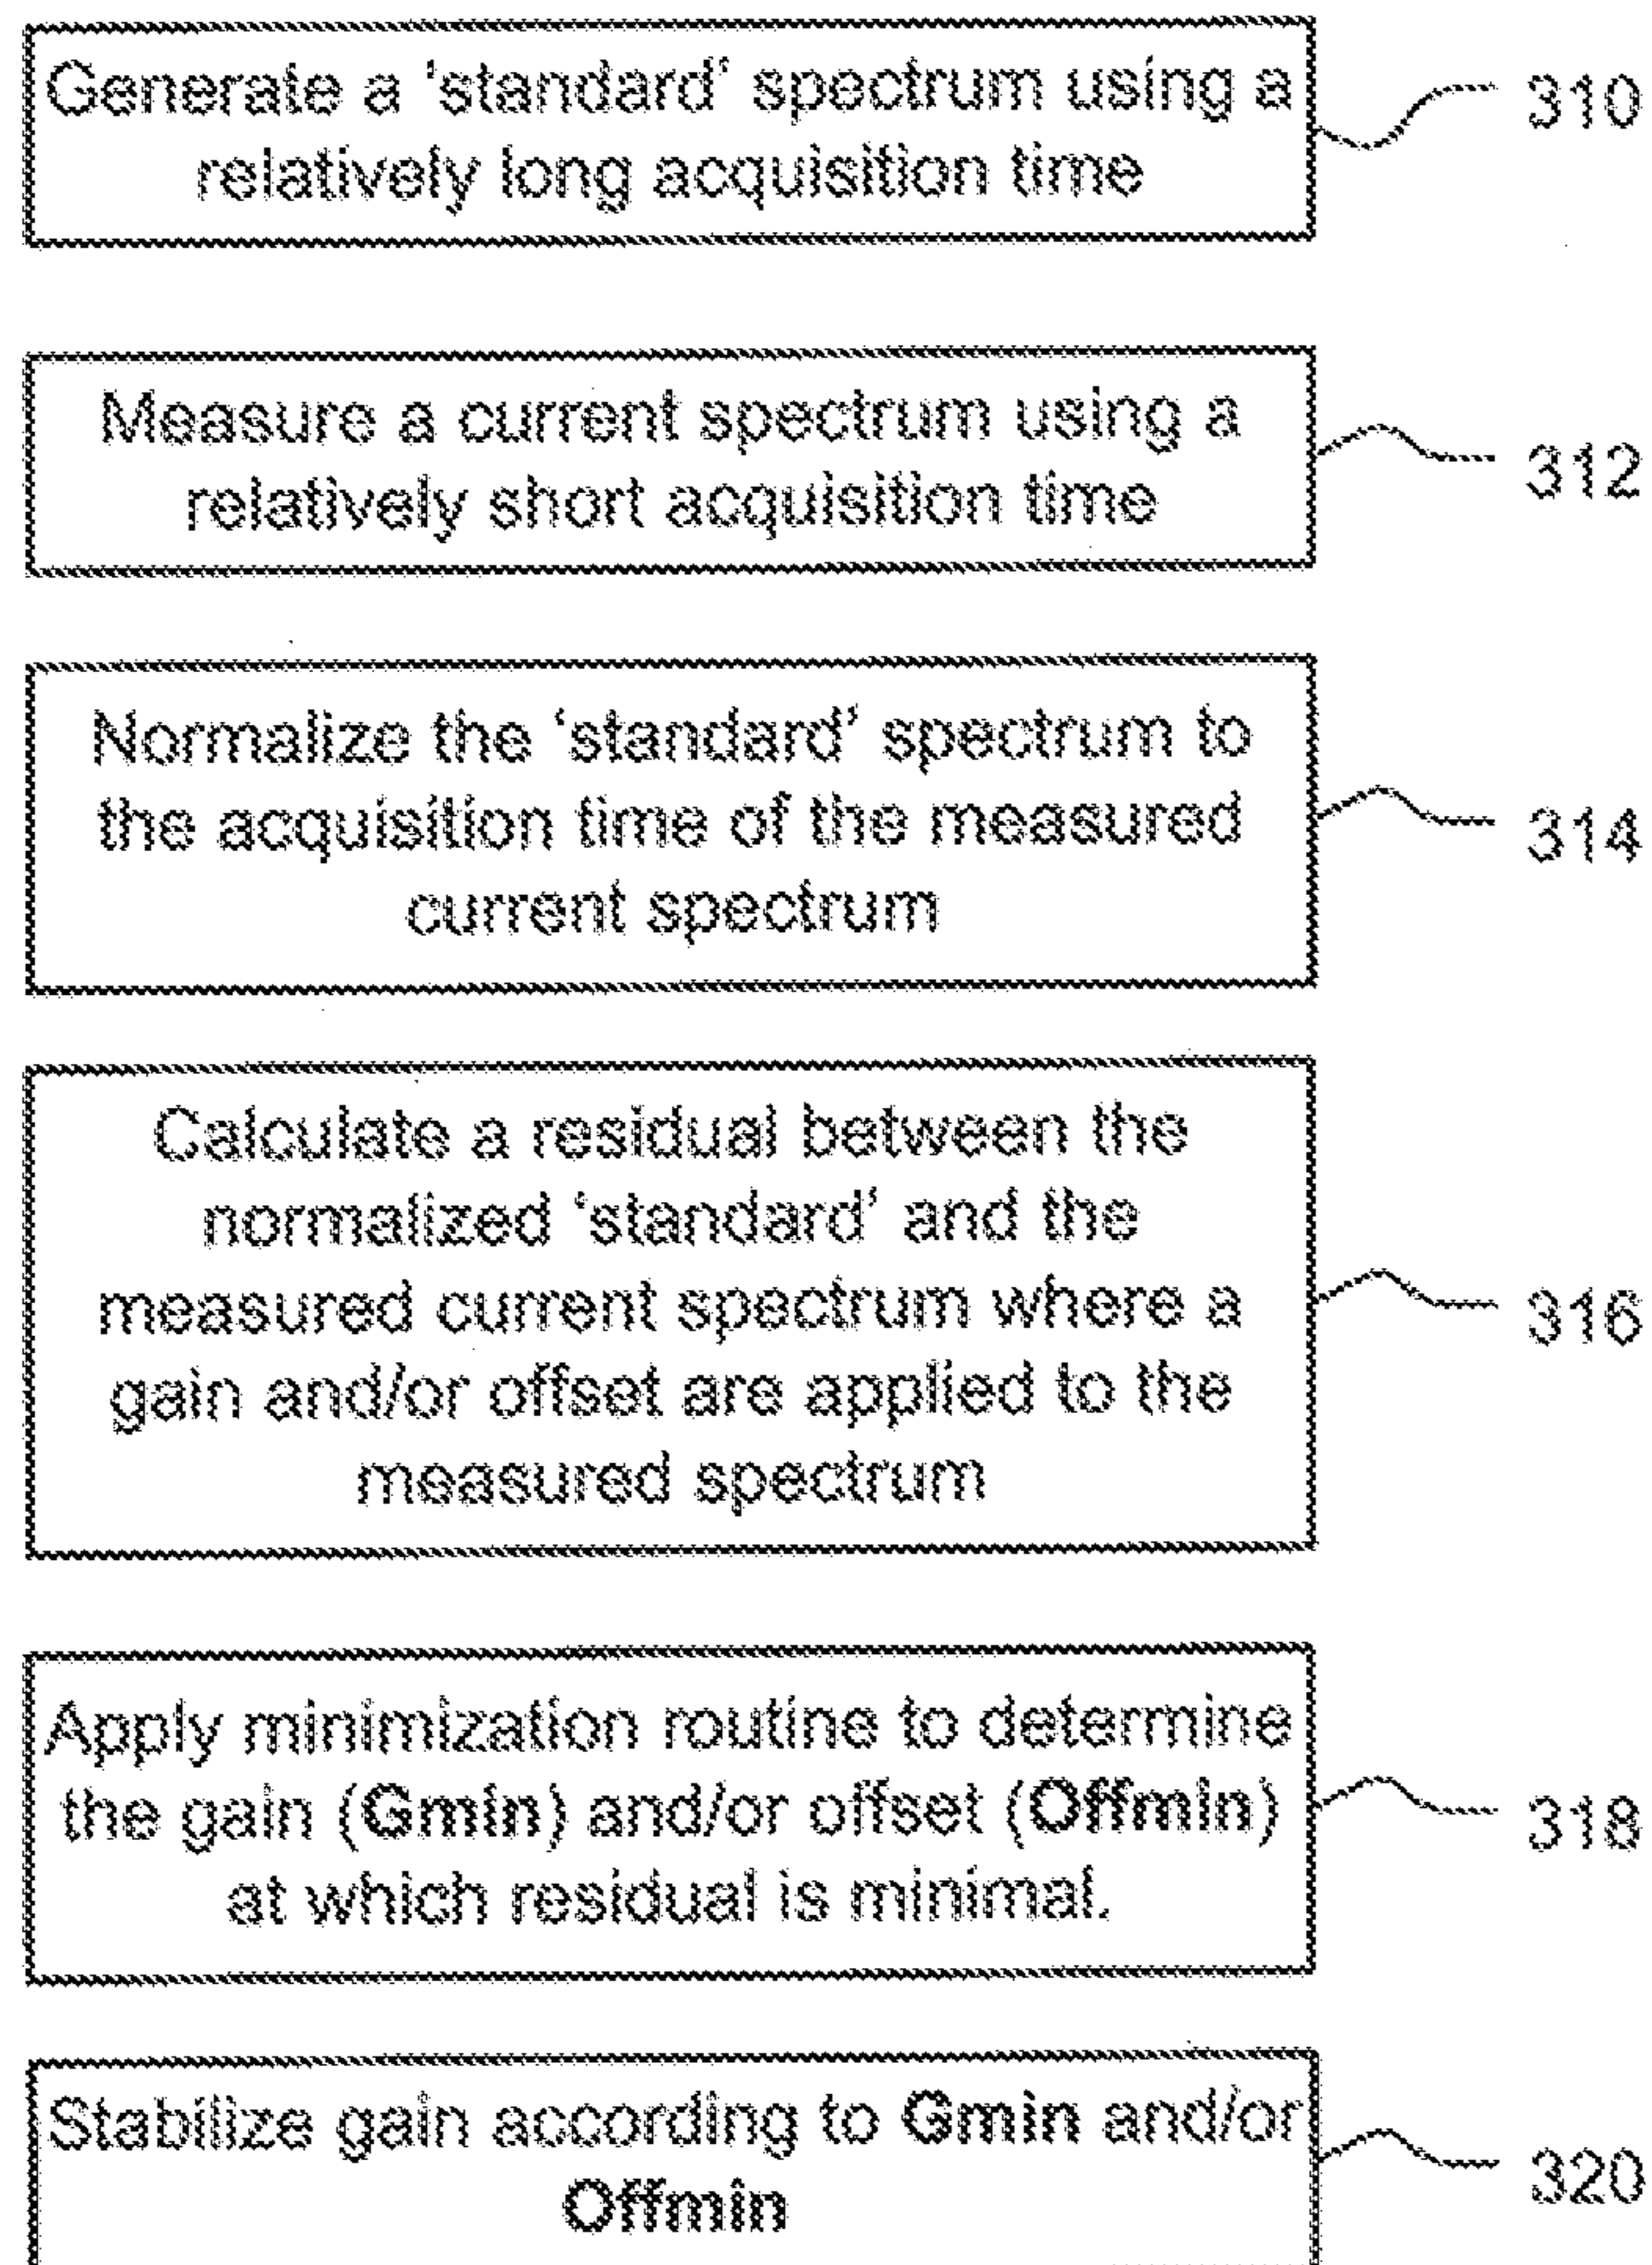 Generate a ‘standard’ spectrum using a
relatively long acquisition time
310
Measure a current spectrum using a
relatively short acquisition time
312
Normalize the ‘standard’ spectrum to
the acquisition time of the measured
current spectrum
314
Calculate a residual between the
normalized ‘standard’ and the
measured current spectrum where a
gain and/or offset are applied to the
measured spectrum
316
Apply minimization routine to determine
the gain (Gmin) and/or offset (Offmin)
at which residual is minimal.
318
Stabilize gain according to Gmin and/or
Offmin
320